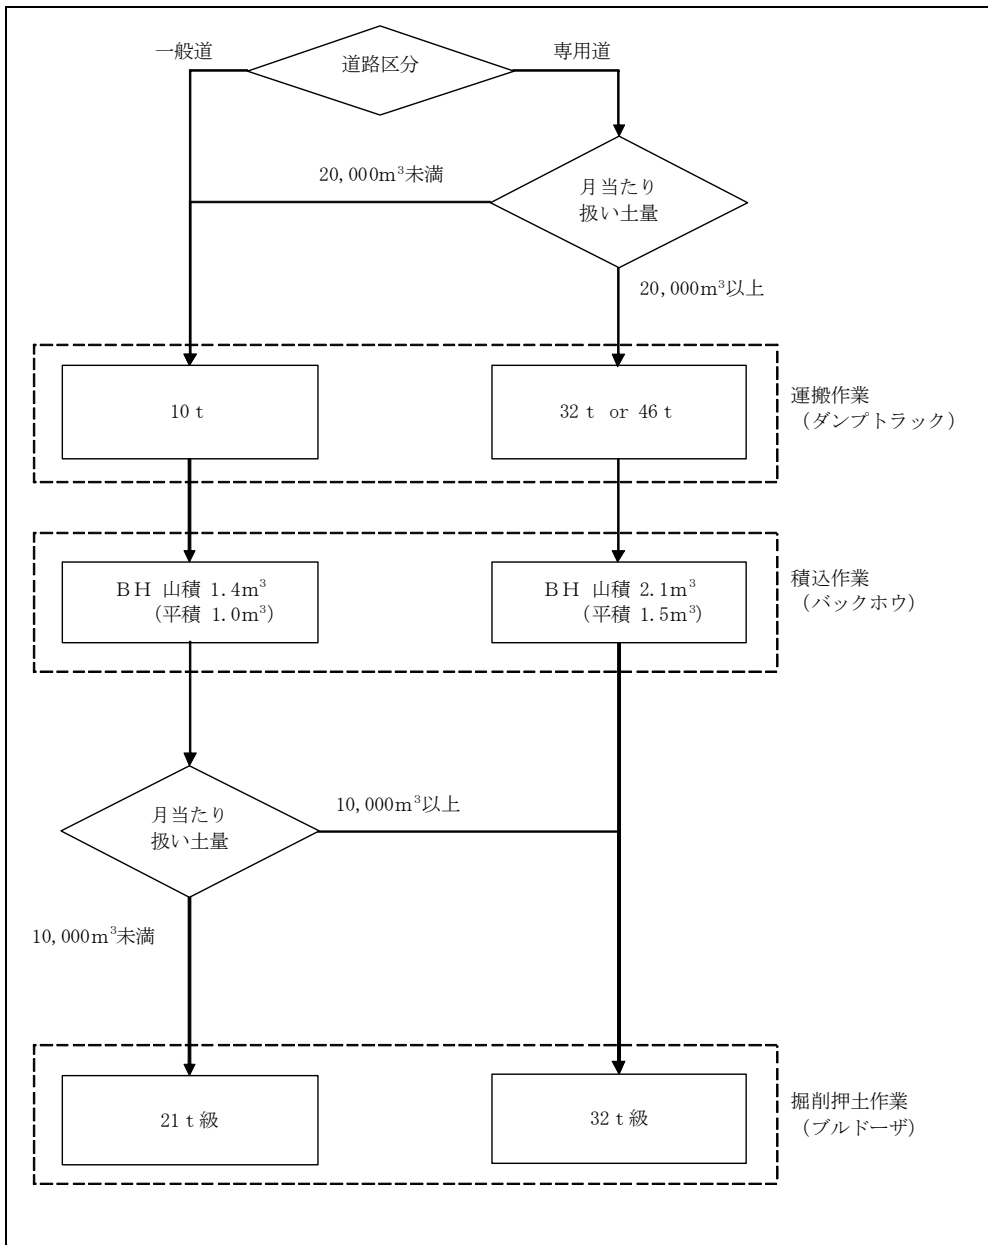 一般道
専用道
道路区分
20,000m³未満
月当たり
扱い土量
20,000m³以上
10ｔ
32ｔ or 46ｔ
運搬作業
（ダンプトラック）
ＢＨ 山積 1.4m³
(平積 1.0m³)
ＢＨ 山積 2.1m³
(平積 1.5m³)
積込作業
（バックホウ）
月当たり
扱い土量
10,000m³以上
10,000m³未満
21ｔ級
32ｔ級
掘削押土作業
（ブルドーザ）